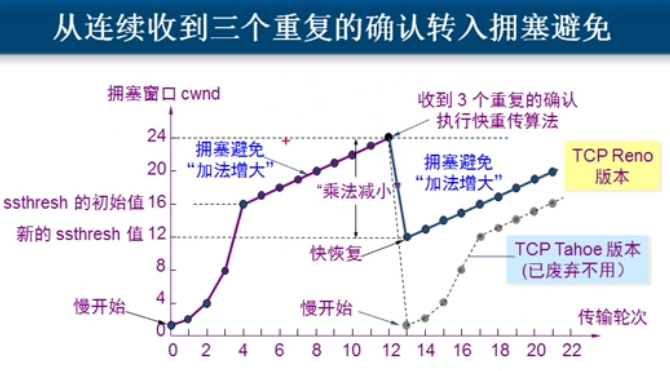 从连续收到三个重复的确认转入拥塞避免
拥塞窗口 cwnd
收到 3 个重复的确认
执行快重传算法
24
拥塞避免
“加法增大”
拥塞避免
“加法增大”
TCP Reno
版本
20
“乘法减小”
ssthresh 的初始值 16
新的 ssthresh 值 12
快恢复
TCP Tahoe 版本
(已废弃不用）
8
4
慢开始
慢开始
传输轮次
0
0 2 4 6 8 10 12 14 16 18 20 22